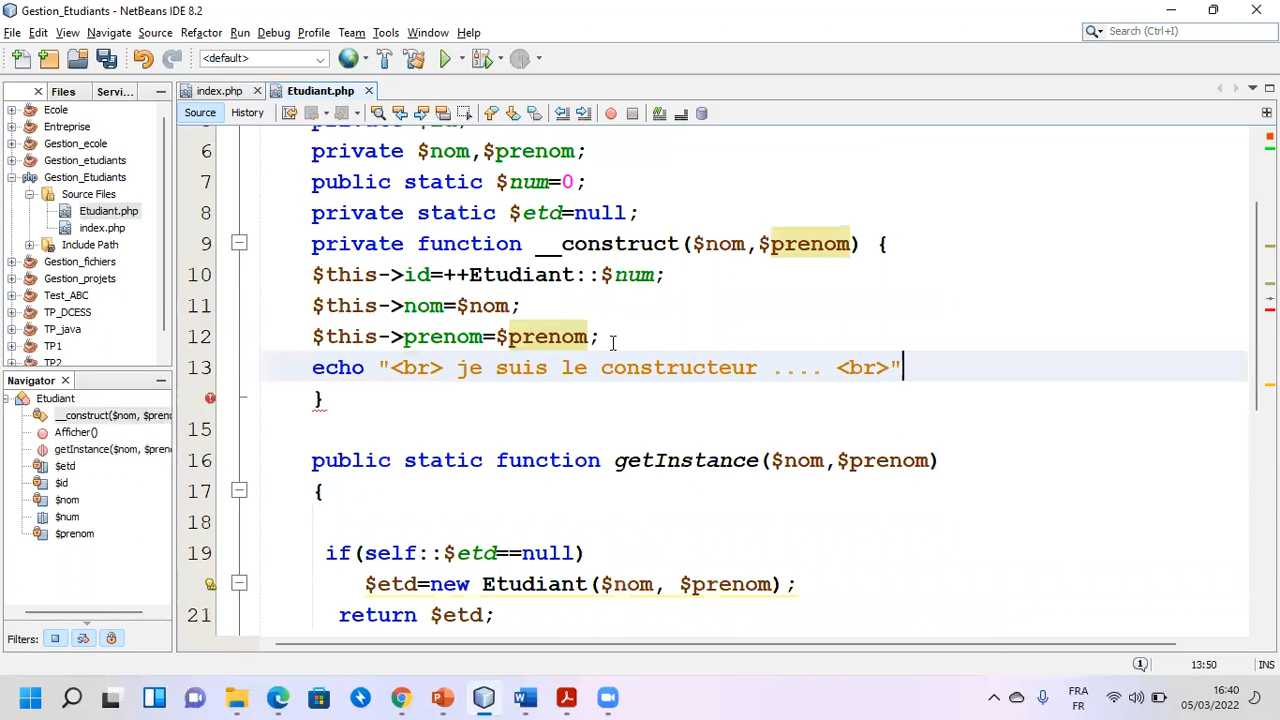 Gestion_Etudiants - NetBeans IDE 8.2
File Edit View Navigate Source Refactor Run Debug Profile Team Tools Window Help
Search (Ctrl+I)
<default>
Files Servi...
index.php Etudiant.php
Source History
Ecole
Entreprise
Gestion_ecole
Gestion_etudiants
Gestion_Etudiants
Source Files
Etudiant.php
index.php
Include Path
Gestion_fichiers
Gestion_projets
Test_ABC
TP_DCESS
TP_java
TP1
TP2
Navigator
Etudiant
__construct($nom, $preno
Afficher()
getInstance($nom, $pren
$etd
$id
$nom
$num
$prenom
Filters:
6 private $nom,$prenom;
7 public static $num=0;
8 private static $etd=null;
9 private function __construct($nom,$prenom) {
10 $this->id=++Etudiant::$num;
11 $this->nom=$nom;
12 $this->prenom=$prenom;
13 echo "<br> je suis le constructeur .... <br>"
}
15
16 public static function getInstance($nom,$prenom)
17 {
18
19 if(self::$etd==null)
$etd=new Etudiant($nom, $prenom);
21 return $etd;
1 13:50 INS
FRA
FR
16:40
05/03/2022